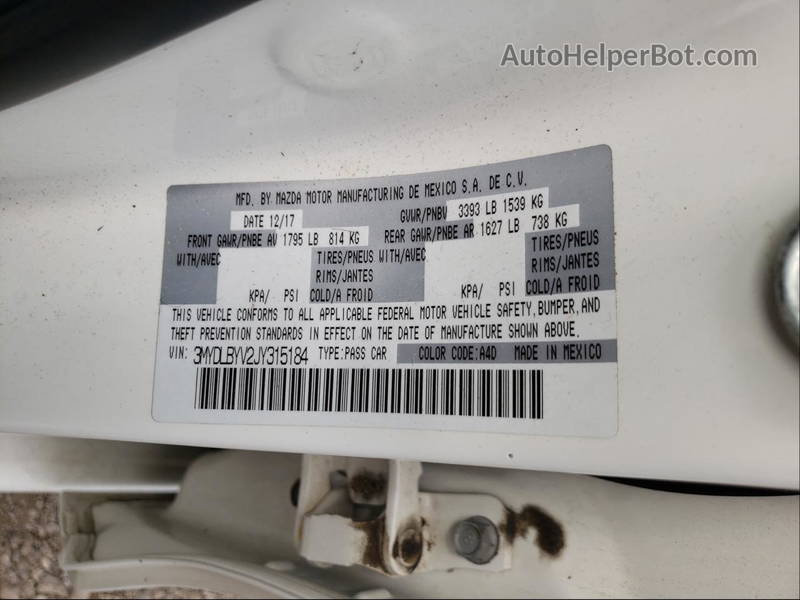 AutoHelperBot.com
MFD. BY MAZDA MOTOR MANUFACTURING DE MEXICO S.A. DE C.V.
DATE 12/17 GVWR/PNBV 3393 LB 1539 KG
FRONT GAWR/PNBE AV 1795 LB 814 KG REAR GAWR/PNBE AR 1627 LB 738 KG
WITH/AVEC TIRES/PNEUS WITH/AVEC TIRES/PNEUS
RIMS/JANTES RIMS/JANTES
KPA/ PSI COLD/A FROID KPA/ PSI COLD/A FROID
THIS VEHICLE CONFORMS TO ALL APPLICABLE FEDERAL MOTOR VEHICLE SAFETY, BUMPER, AND
THEFT PREVENTION STANDARDS IN EFFECT ON THE DATE OF MANUFACTURE SHOWN ABOVE.
VIN: 3MYDLBYV2JY315184 TYPE:PASS CAR COLOR CODE:A4D MADE IN MEXICO